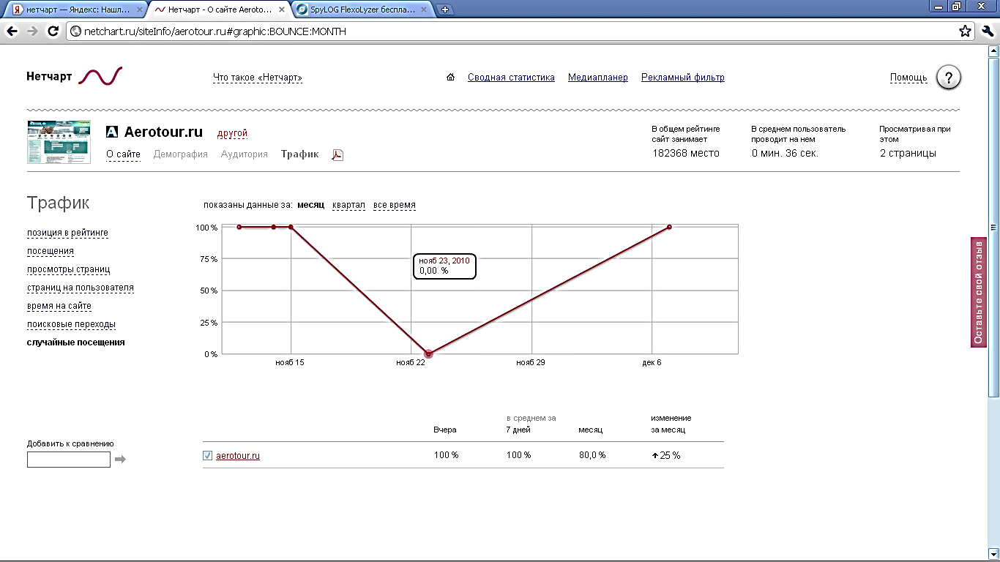 нетчарт — Яндекс: Нашл...
Нетчарт - О сайте Aeroto...
SpyLOG FlexoLyzer беспла...
netchart.ru/siteInfo/aerotour.ru#graphic:BOUNCE:MONTH
Нетчарт
Что такое «Нетчарт»
Сводная статистика
Медиапланер
Рекламный фильтр
Помощь
?
Aerotour.ru
другой
О сайте
Демография
Аудитория
Трафик
В общем рейтинге
сайт занимает
182368 место
В среднем пользователь
проводит на нем
0 мин. 36 сек.
Просматривая при
этом
2 страницы
Трафик
позиция в рейтинге
посещения
просмотры страниц
страниц на пользователя
время на сайте
поисковые переходы
случайные посещения
показаны данные за: месяц квартал все время
100 %
75 %
50 %
25 %
0 %
нояб 23, 2010
0,00 %
нояб 15
нояб 22
нояб 29
дек 6
Оставьте свой отзыв
Добавить к сравнению
Вчера
в среднем за
7 дней
месяц
изменение
за месяц
aerotour.ru
100 %
100 %
80,0 %
25 %